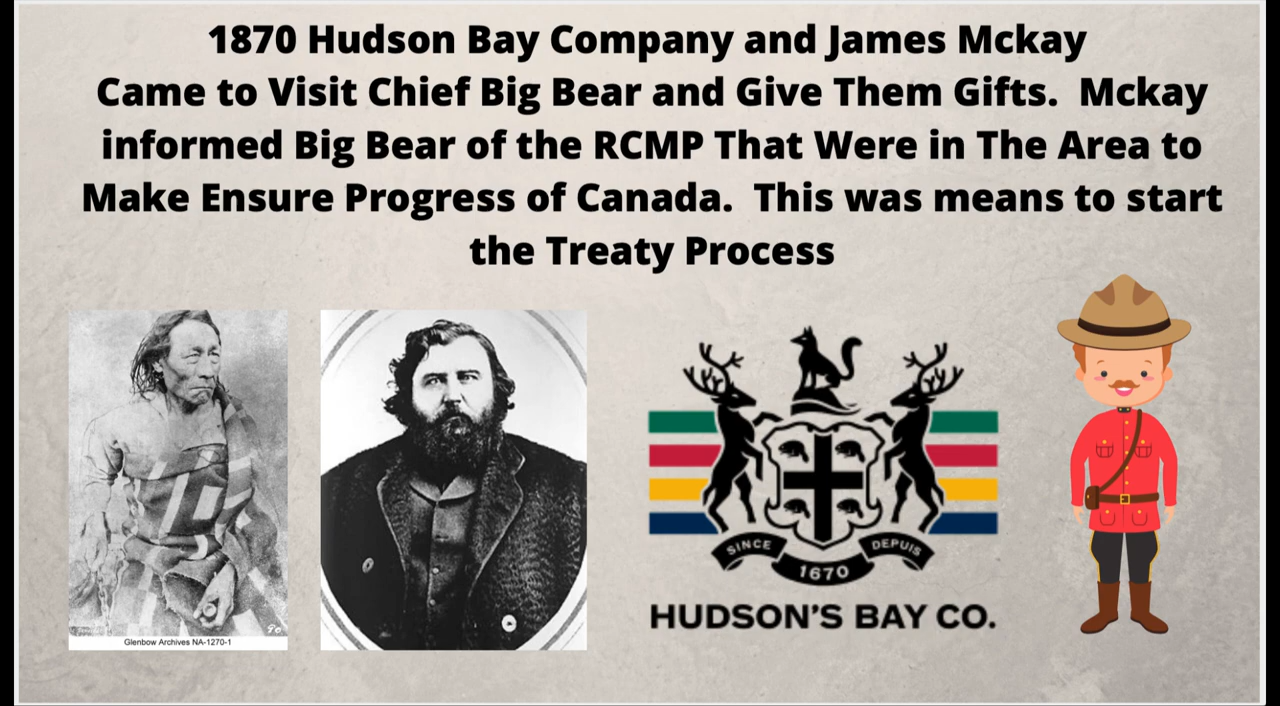 1870 Hudson Bay Company and James Mckay
Came to Visit Chief Big Bear and Give Them Gifts.  Mckay
informed Big Bear of the RCMP That Were in The Area to
Make Ensure Progress of Canada.  This was means to start
the Treaty Process
Glenbow Archives NA-1270-1
SINCE
DEPUIS
1670
HUDSON'S BAY CO.